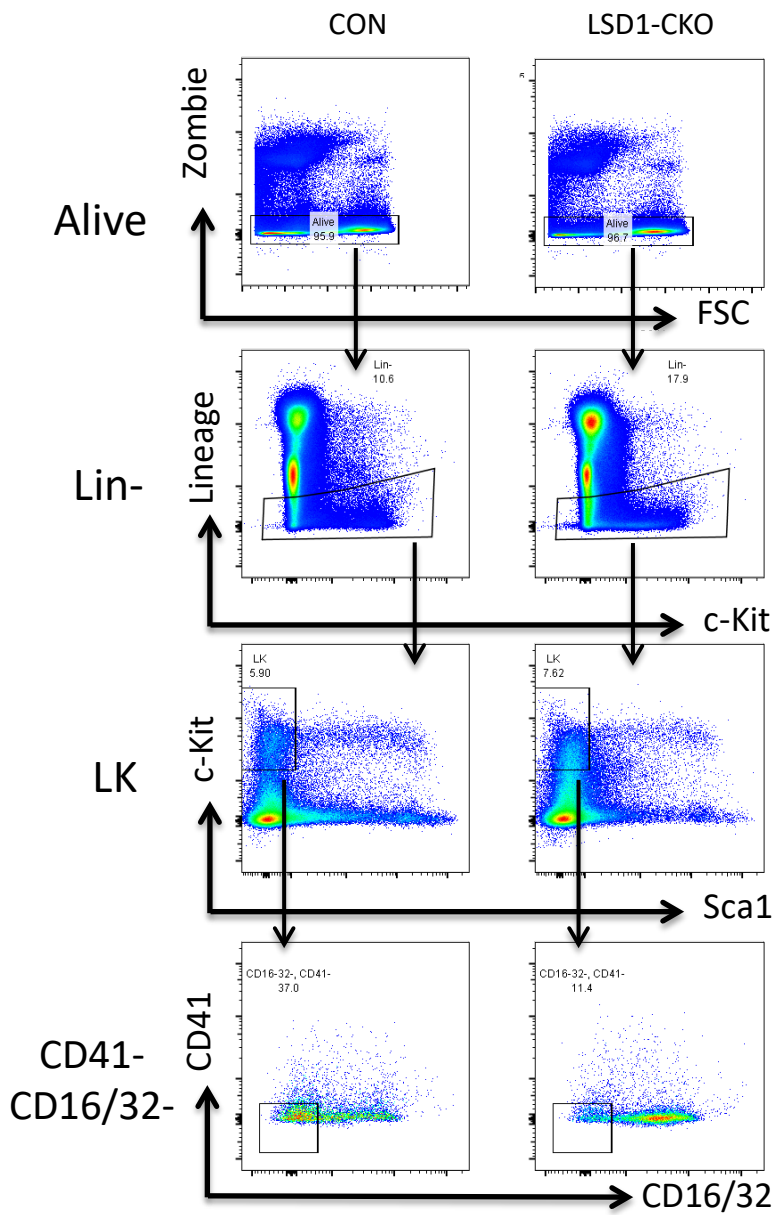 CON LSD1-CKO
Zombie
Alive
Alive
95.9
Alive
96.7
FSC
Lin-
Lineage
Lin-
10.6
Lin-
17.9
c-Kit
LK
c-Kit
LK
5.90
LK
7.62
Sca1
CD41-
CD16/32-
CD41
CD16-32-, CD41-
37.0
CD16-32-, CD41-
11.4
CD16/32